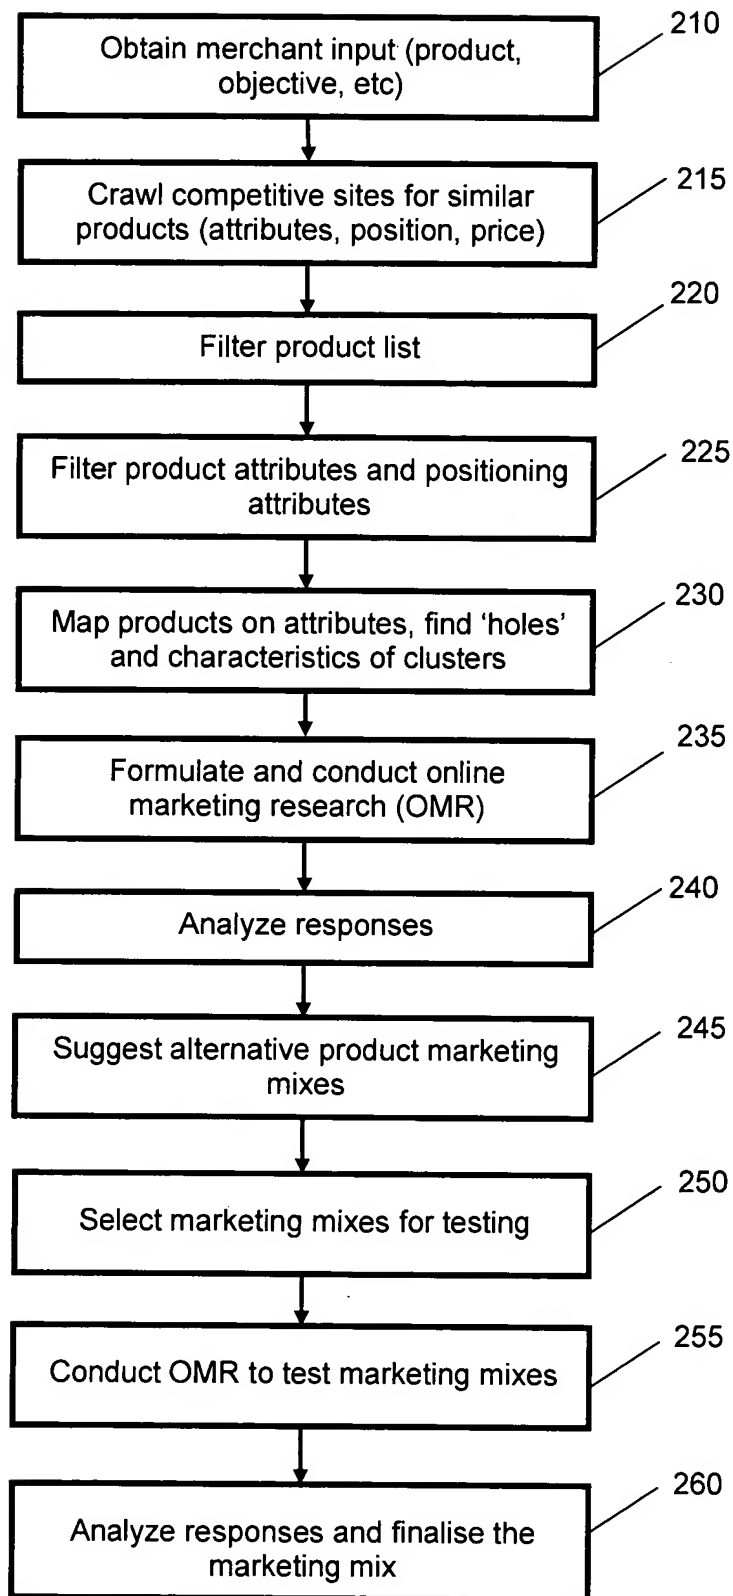 Obtain merchant input (product,
objective, etc)
210
Crawl competitive sites for similar
products (attributes, position, price)
215
Filter product list
220
Filter product attributes and positioning
attributes
225
Map products on attributes, find ‘holes’
and characteristics of clusters
230
Formulate and conduct online
marketing research (OMR)
235
Analyze responses
240
Suggest alternative product marketing
mixes
245
Select marketing mixes for testing
250
Conduct OMR to test marketing mixes
255
Analyze responses and finalise the
marketing mix
260